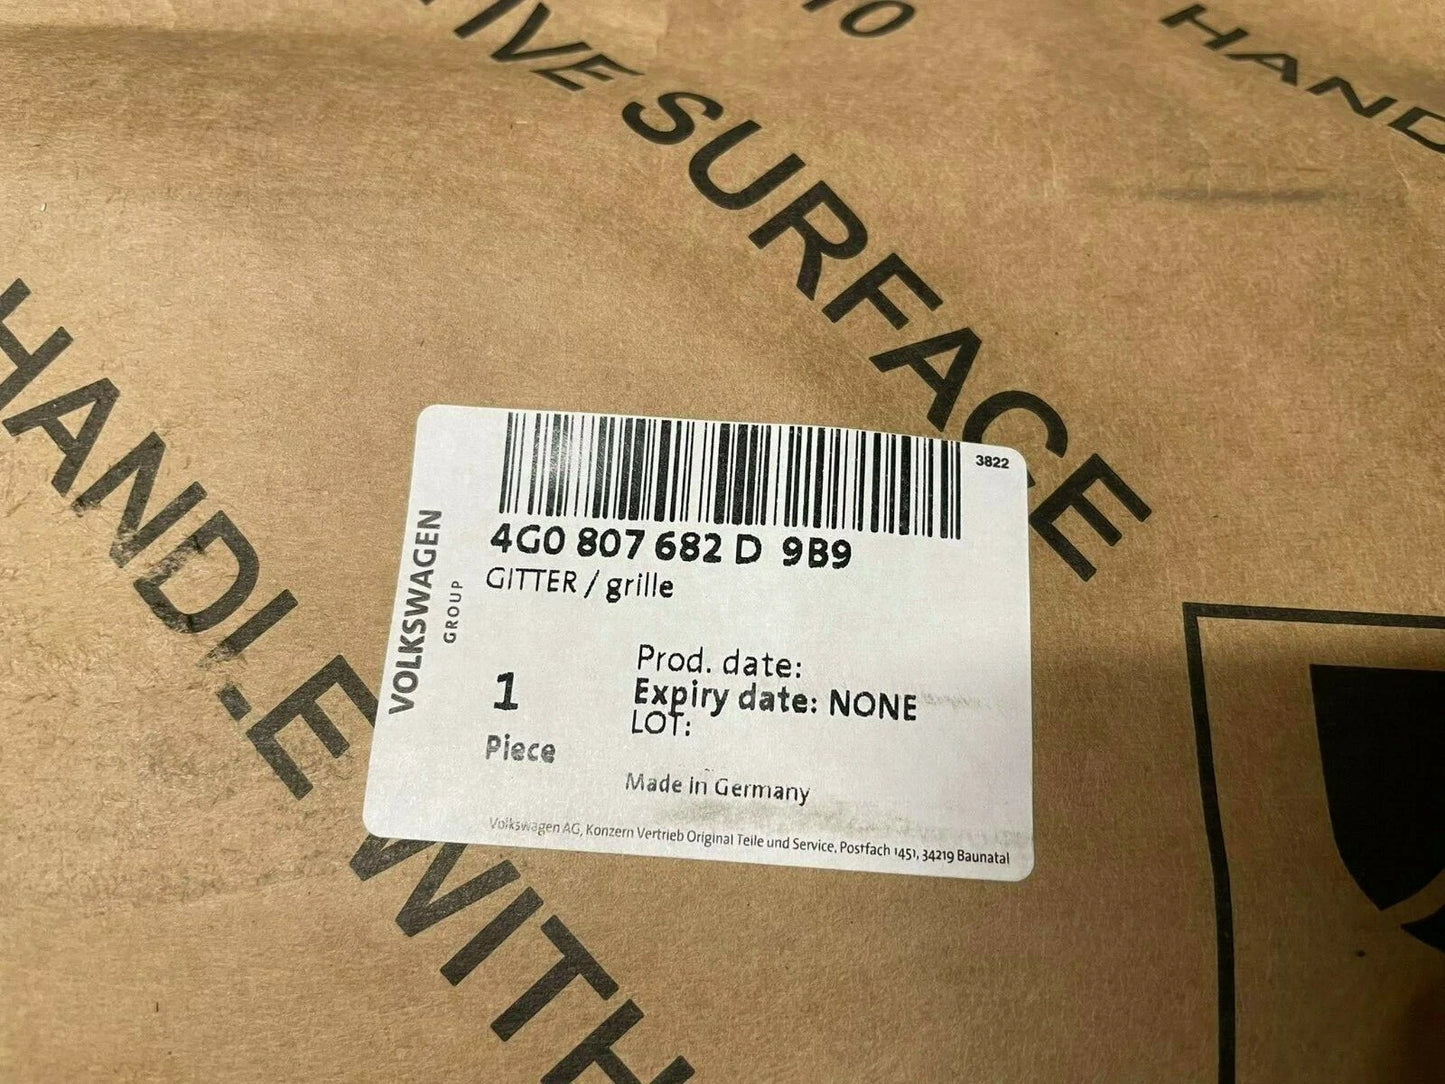 SURFACE
HAND
HANDLE WITH
3822
4G0 807 682 D 9B9
GITTER / grille
VOLKSWAGEN
GROUP
Prod. date:
1
Expiry date: NONE
LOT:
Piece
Made in Germany
Volkswagen AG, Konzern Vertrieb Original Teile und Service, Postfach 1451, 34219 Baunatal